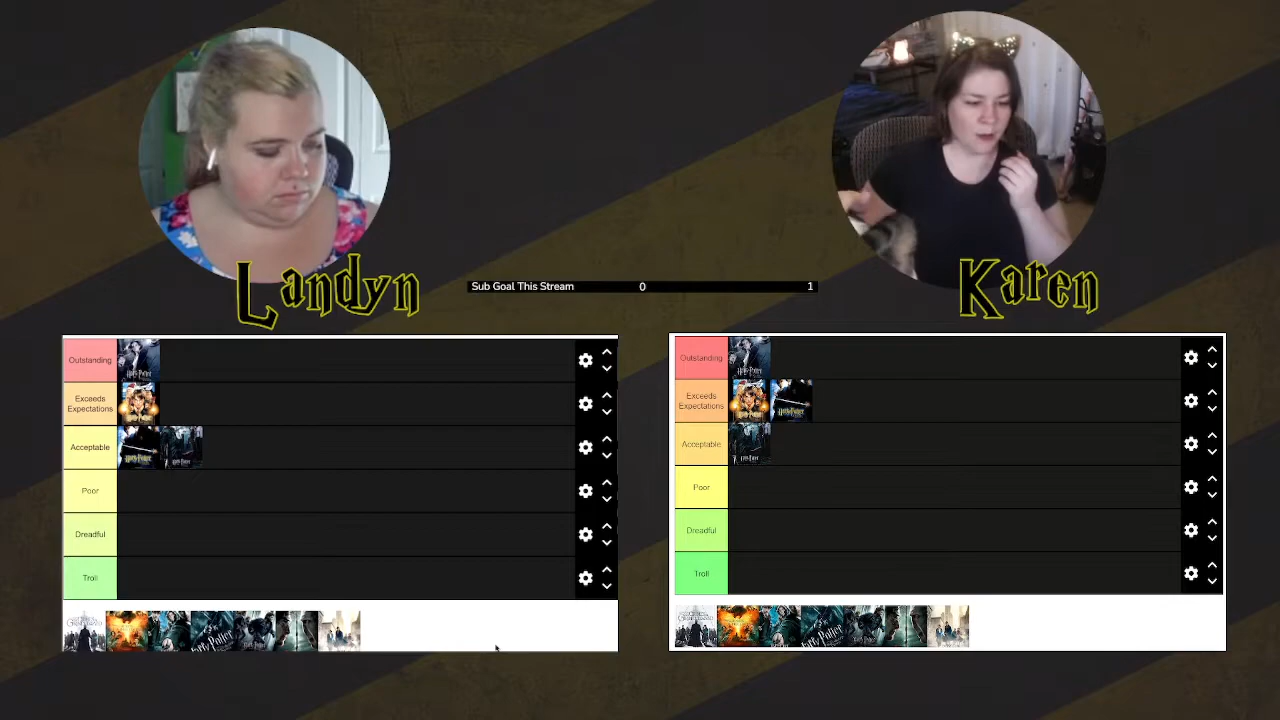 Landyn
Karen
Sub Goal This Stream 0 1
Outstanding
Exceeds
Expectations
Acceptable
Poor
Dreadful
Troll
Outstanding
Exceeds
Expectations
Acceptable
Poor
Dreadful
Troll